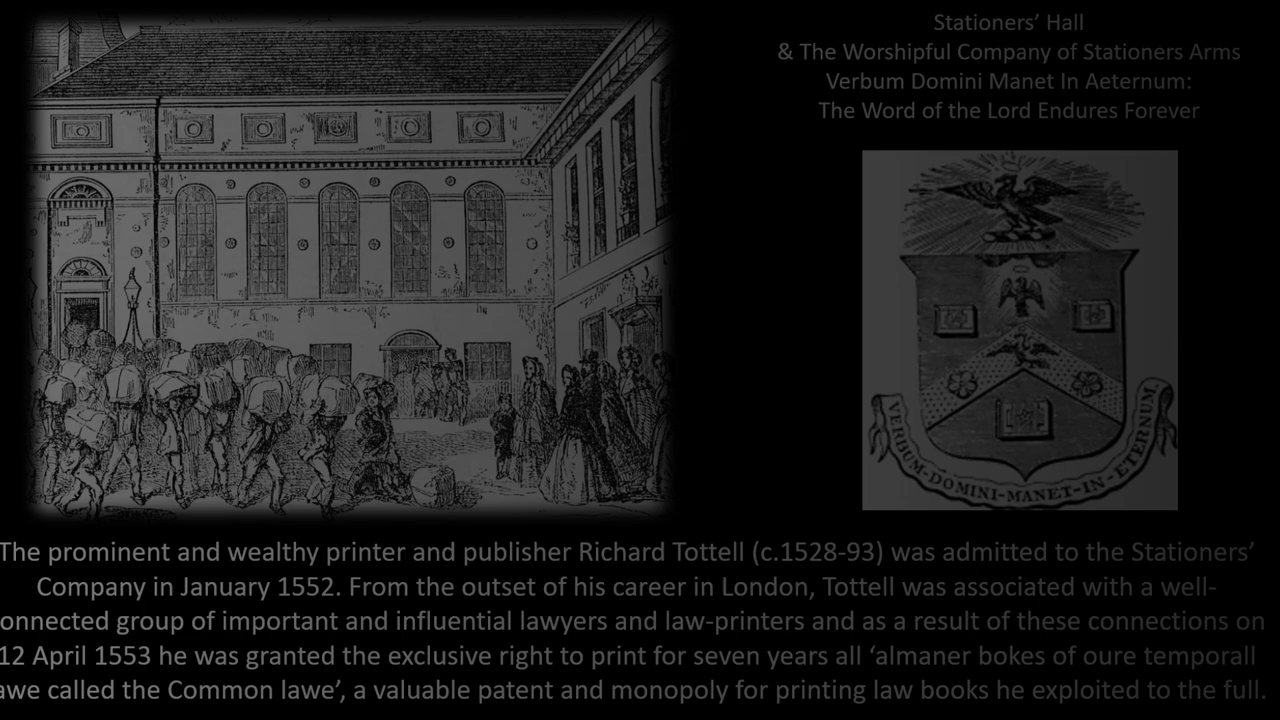 Stationers’ Hall
& The Worshipful Company of Stationers Arms
Verbum Domini Manet In Aeternum:
The Word of the Lord Endures Forever
VERBUM-DOMINI-MANET-IN-ETERNUM.
The prominent and wealthy printer and publisher Richard Tottell (c.1528-93) was admitted to the Stationers’
Company in January 1552. From the outset of his career in London, Tottell was associated with a well-
onnected group of important and influential lawyers and law-printers and as a result of these connections on
12 April 1553 he was granted the exclusive right to print for seven years all ‘almaner bokes of oure temporall
awe called the Common lawe’, a valuable patent and monopoly for printing law books he exploited to the full.